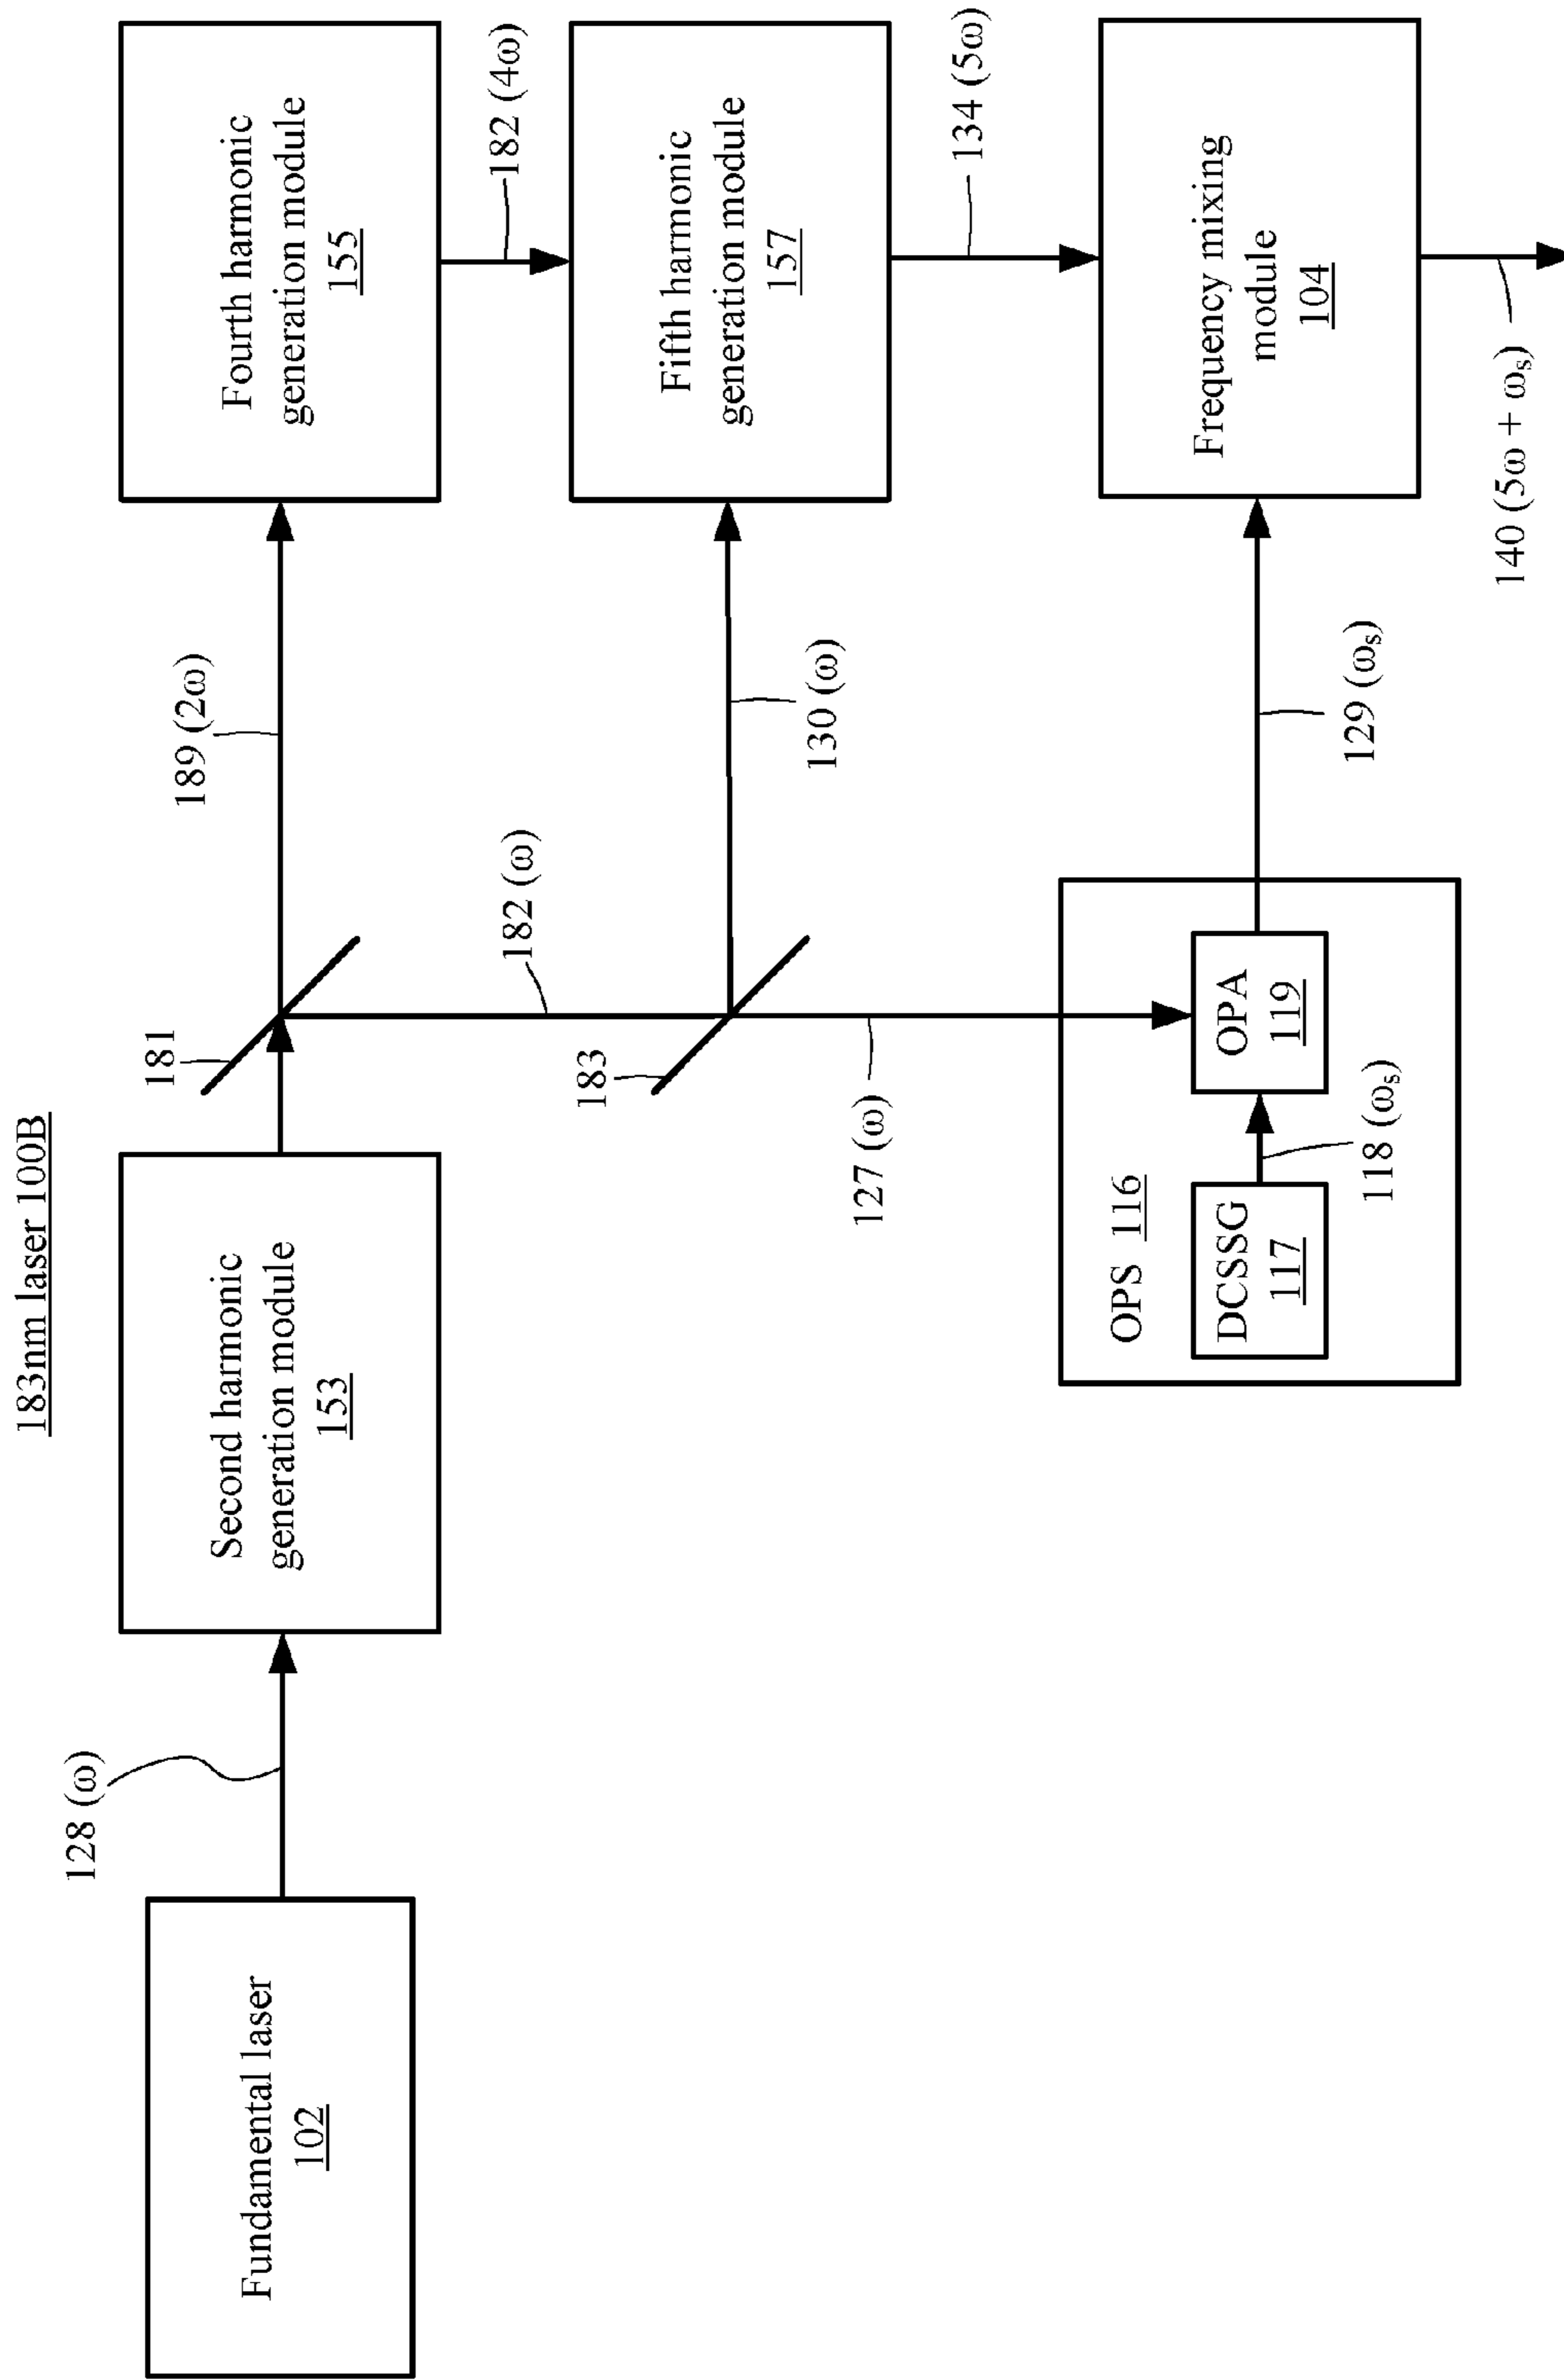 183nm laser 100B
Fundamental laser
102
128 (ω)
Second harmonic
generation module
153
181
189 (2ω)
Fourth harmonic
generation module
155
182 (4ω)
182 (ω)
183
130 (ω)
Fifth harmonic
generation module
157
134 (5ω)
127 (ω)
OPS 116
DCSSG
117
118 (ωs)
OPA
119
129 (ωs)
Frequency mixing
module
104
140 (5ω + ωs)